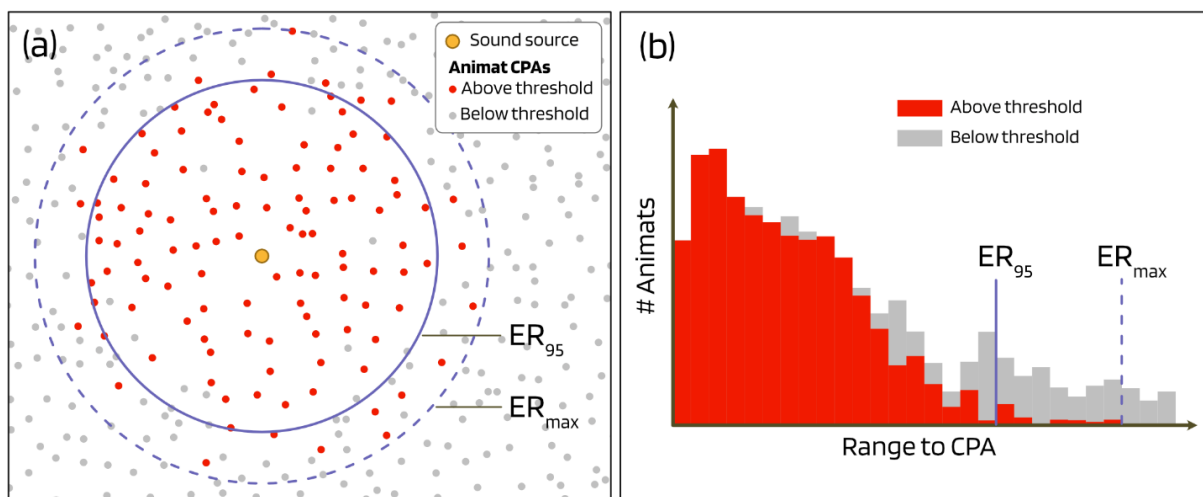 (a)
Sound source
Animat CPAs
Above threshold
Below threshold
ER95
ERmax
(b)
Above threshold
Below threshold
# Animats
ER95
ERmax
Range to CPA